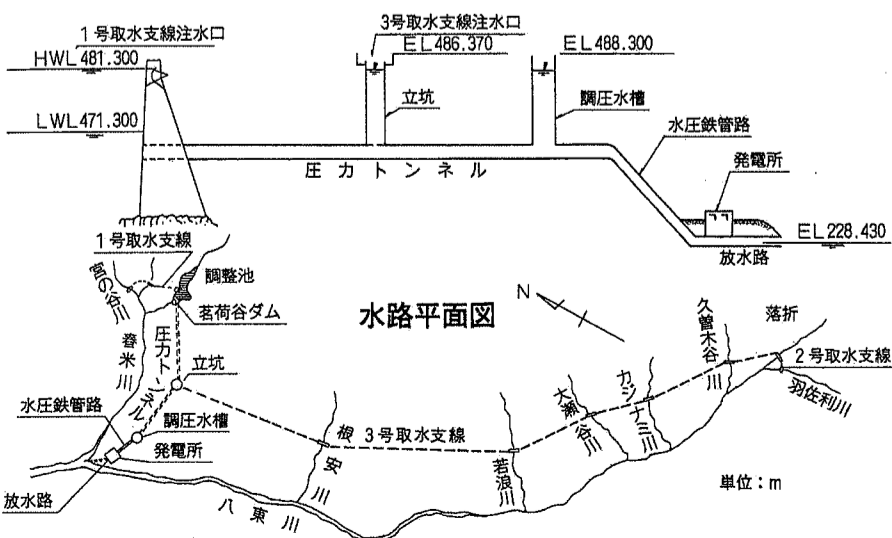 1号取水支線注水口
HWL 481.300
LWL 471.300
3号取水支線注水口
EL 486.370
EL 488.300
立坑
調圧水槽
水圧鉄管路
発電所
圧力トンネル
EL 228.430
放水路
1号取水支線
宮の谷川
調整池
茗荷谷ダム
舂米川
圧力トンネル
立坑
水圧鉄管路
調圧水槽
発電所
放水路
水路平面図
N
久曽木谷川
落折
2号取水支線
羽佐利川
カジナミ川
大瀬谷川
根安川
3号取水支線
若浪川
八東川
単位：m